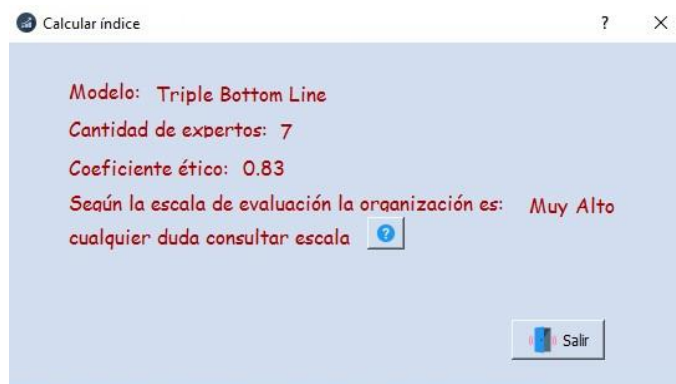 Calcular índice ?
Modelo: Triple Bottom Line
Cantidad de expertos: 7
Coeficiente ético: 0.83
Según la escala de evaluación la organización es: Muy Alto
cualquier duda consultar escala ?
Salir